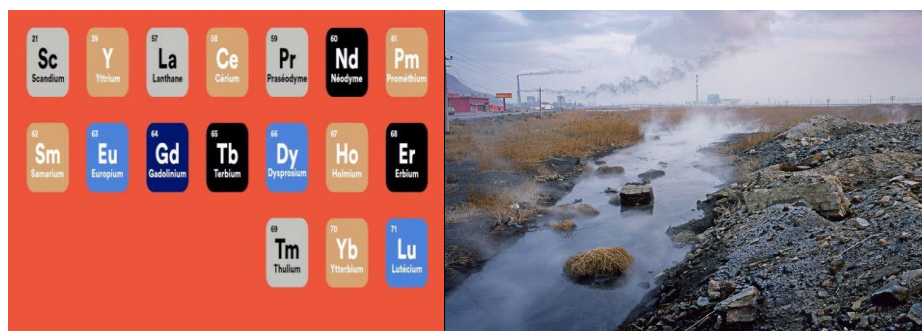 21
Sc
Scandium
39
Y
Yttrium
57
La
Lanthane
58
Ce
Cérium
59
Pr
Praséodyme
60
Nd
Néodyme
61
Pm
Prométhium
62
Sm
Samarium
63
Eu
Europium
64
Gd
Gadolinium
65
Tb
Terbium
66
Dy
Dysprosium
67
Ho
Holmium
68
Er
Erbium
69
Tm
Thulium
70
Yb
Ytterbium
71
Lu
Lutécium